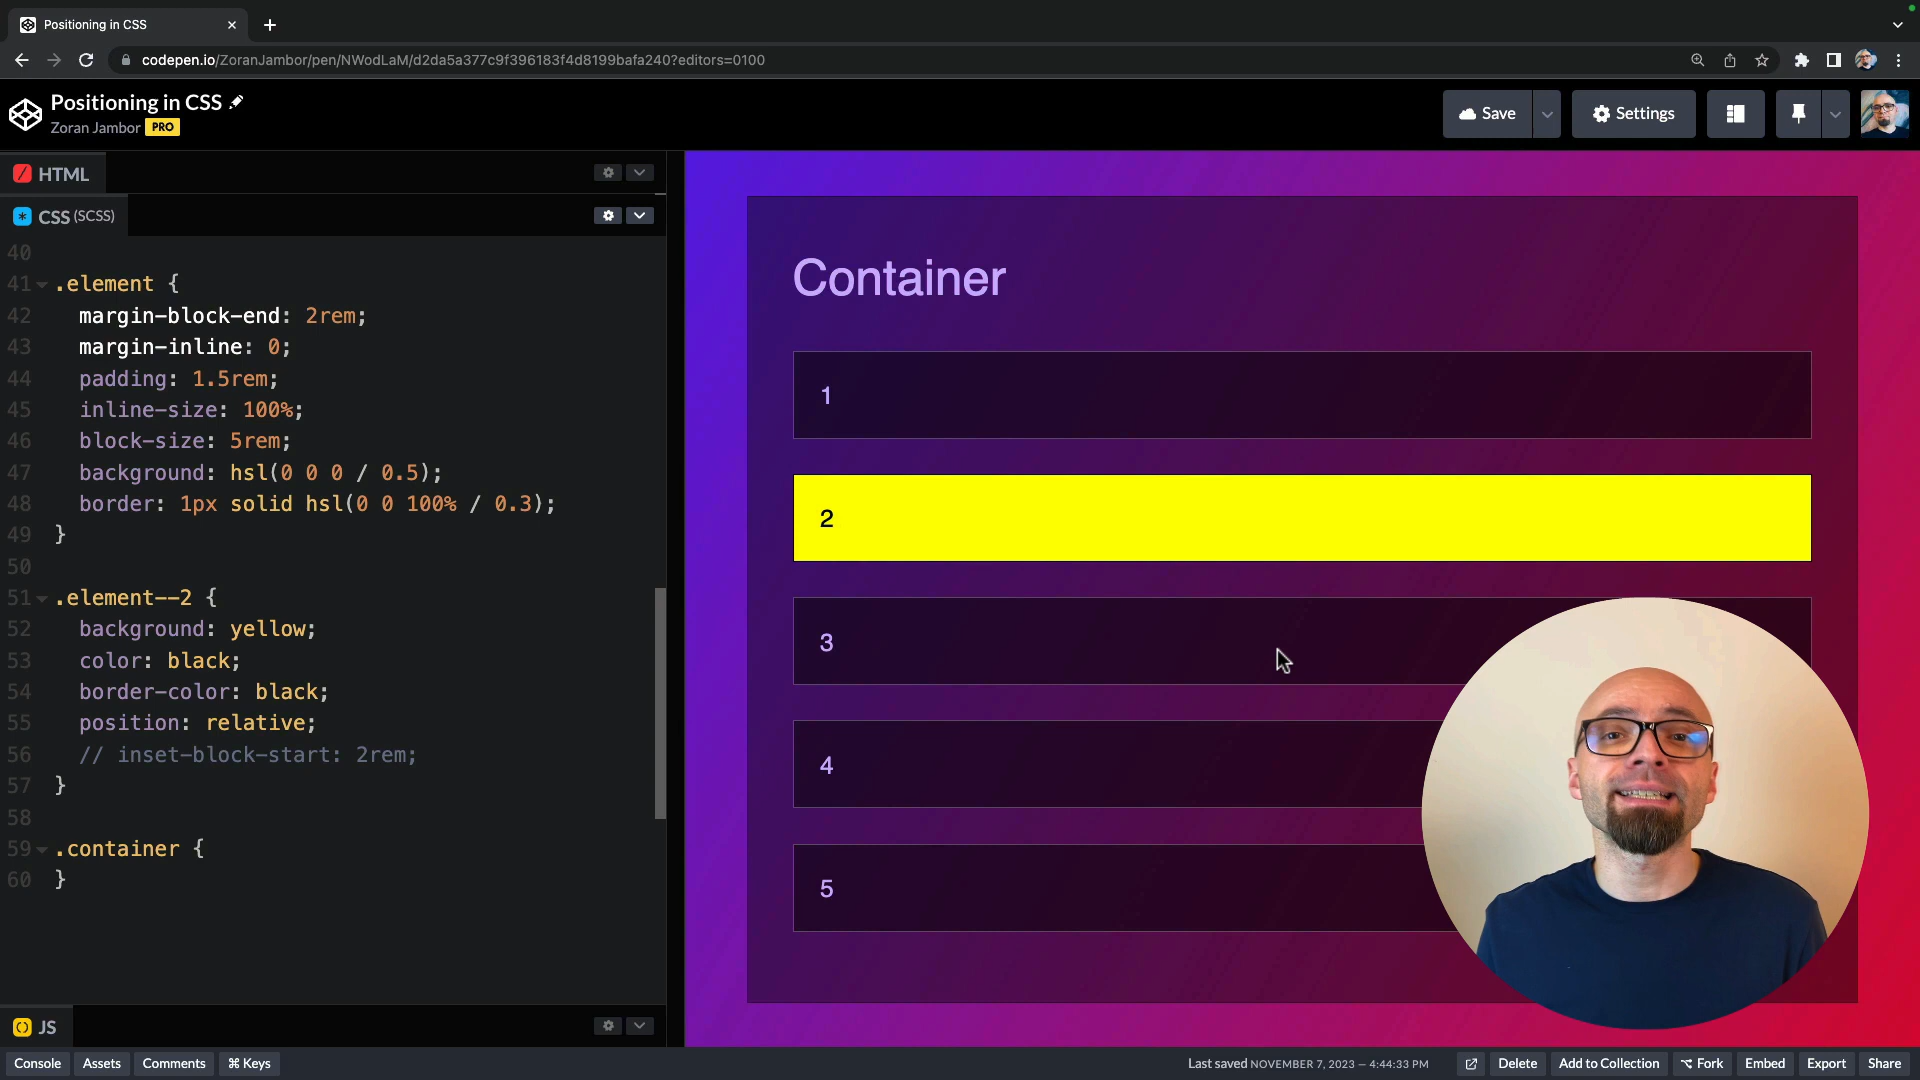 Positioning in CSS
codepen.io/ZoranJambor/pen/NWodLaM/d2da5a377c9f396183f4d8199bafa240?editors=0100
Positioning in CSS
Zoran Jambor PRO
Save
Settings
HTML
CSS (SCSS)
40
41 .element {
42 margin-block-end: 2rem;
43 margin-inline: 0;
44 padding: 1.5rem;
45 inline-size: 100%;
46 block-size: 5rem;
47 background: hsl(0 0 0 / 0.5);
48 border: 1px solid hsl(0 0 100% / 0.3);
49 }
50
51 .element--2 {
52 background: yellow;
53 color: black;
54 border-color: black;
55 position: relative;
56 // inset-block-start: 2rem;
57 }
58
59 .container {
60 }
Container
1
2
3
4
5
JS
Console Assets Comments ⌘ Keys
Last saved NOVEMBER 7, 2023 — 4:44:33 PM
Delete Add to Collection Fork Embed Export Share